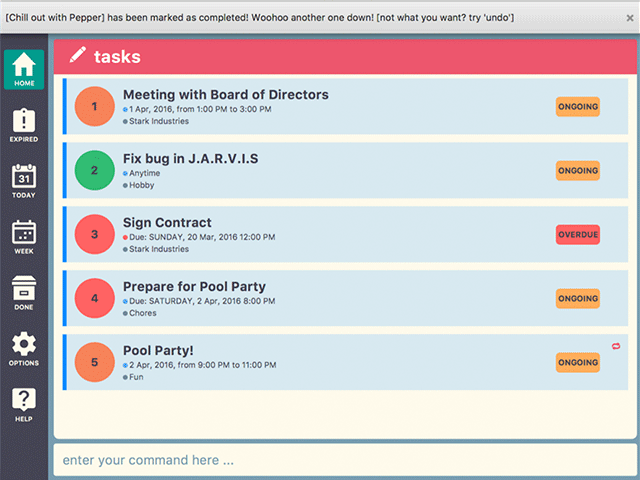 [Chill out with Pepper] has been marked as completed! Woohoo another one down! [not what you want? try 'undo']
×
HOME
EXPIRED
31
TODAY
WEEK
DONE
OPTIONS
?
HELP
tasks
1
Meeting with Board of Directors
1 Apr, 2016, from 1:00 PM to 3:00 PM
Stark Industries
ONGOING
2
Fix bug in J.A.R.V.I.S
Anytime
Hobby
ONGOING
3
Sign Contract
Due: SUNDAY, 20 Mar, 2016 12:00 PM
Stark Industries
OVERDUE
4
Prepare for Pool Party
Due: SATURDAY, 2 Apr, 2016 8:00 PM
Chores
ONGOING
5
Pool Party!
2 Apr, 2016, from 9:00 PM to 11:00 PM
Fun
ONGOING
enter your command here ...